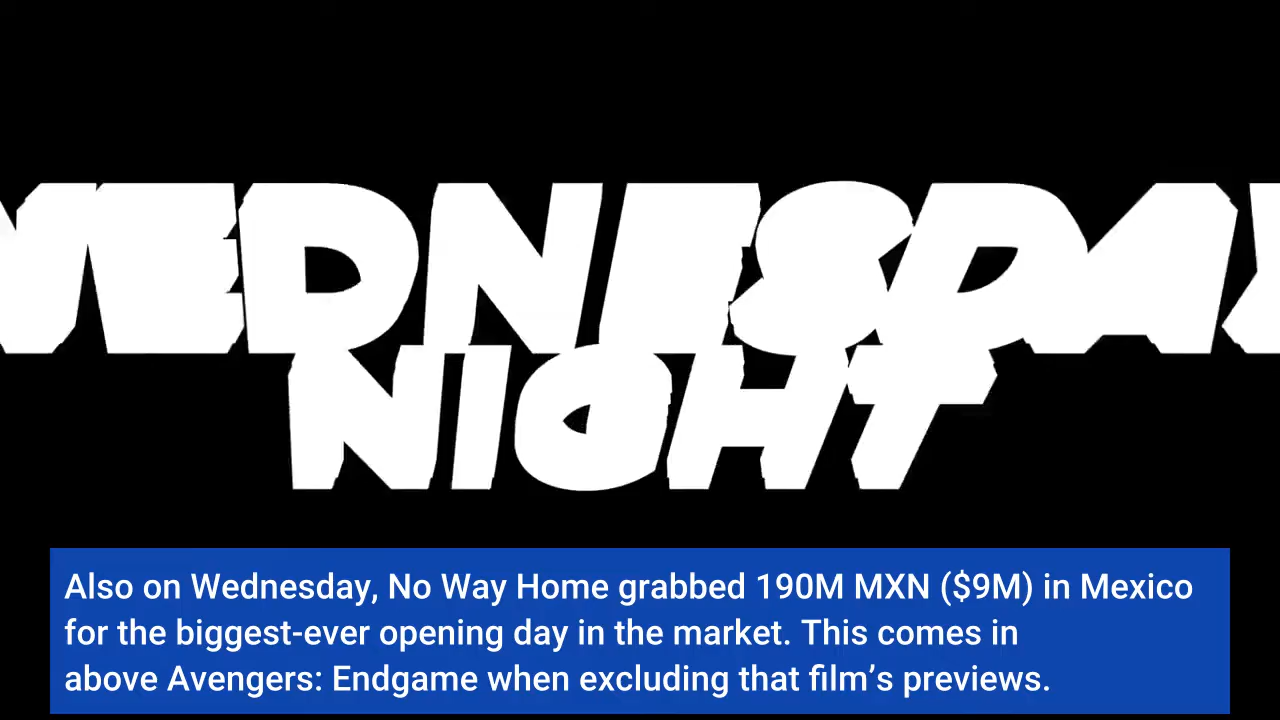 WEDNESDAY
NIGHT
Also on Wednesday, No Way Home grabbed 190M MXN ($9M) in Mexico
for the biggest-ever opening day in the market. This comes in
above Avengers: Endgame when excluding that film’s previews.